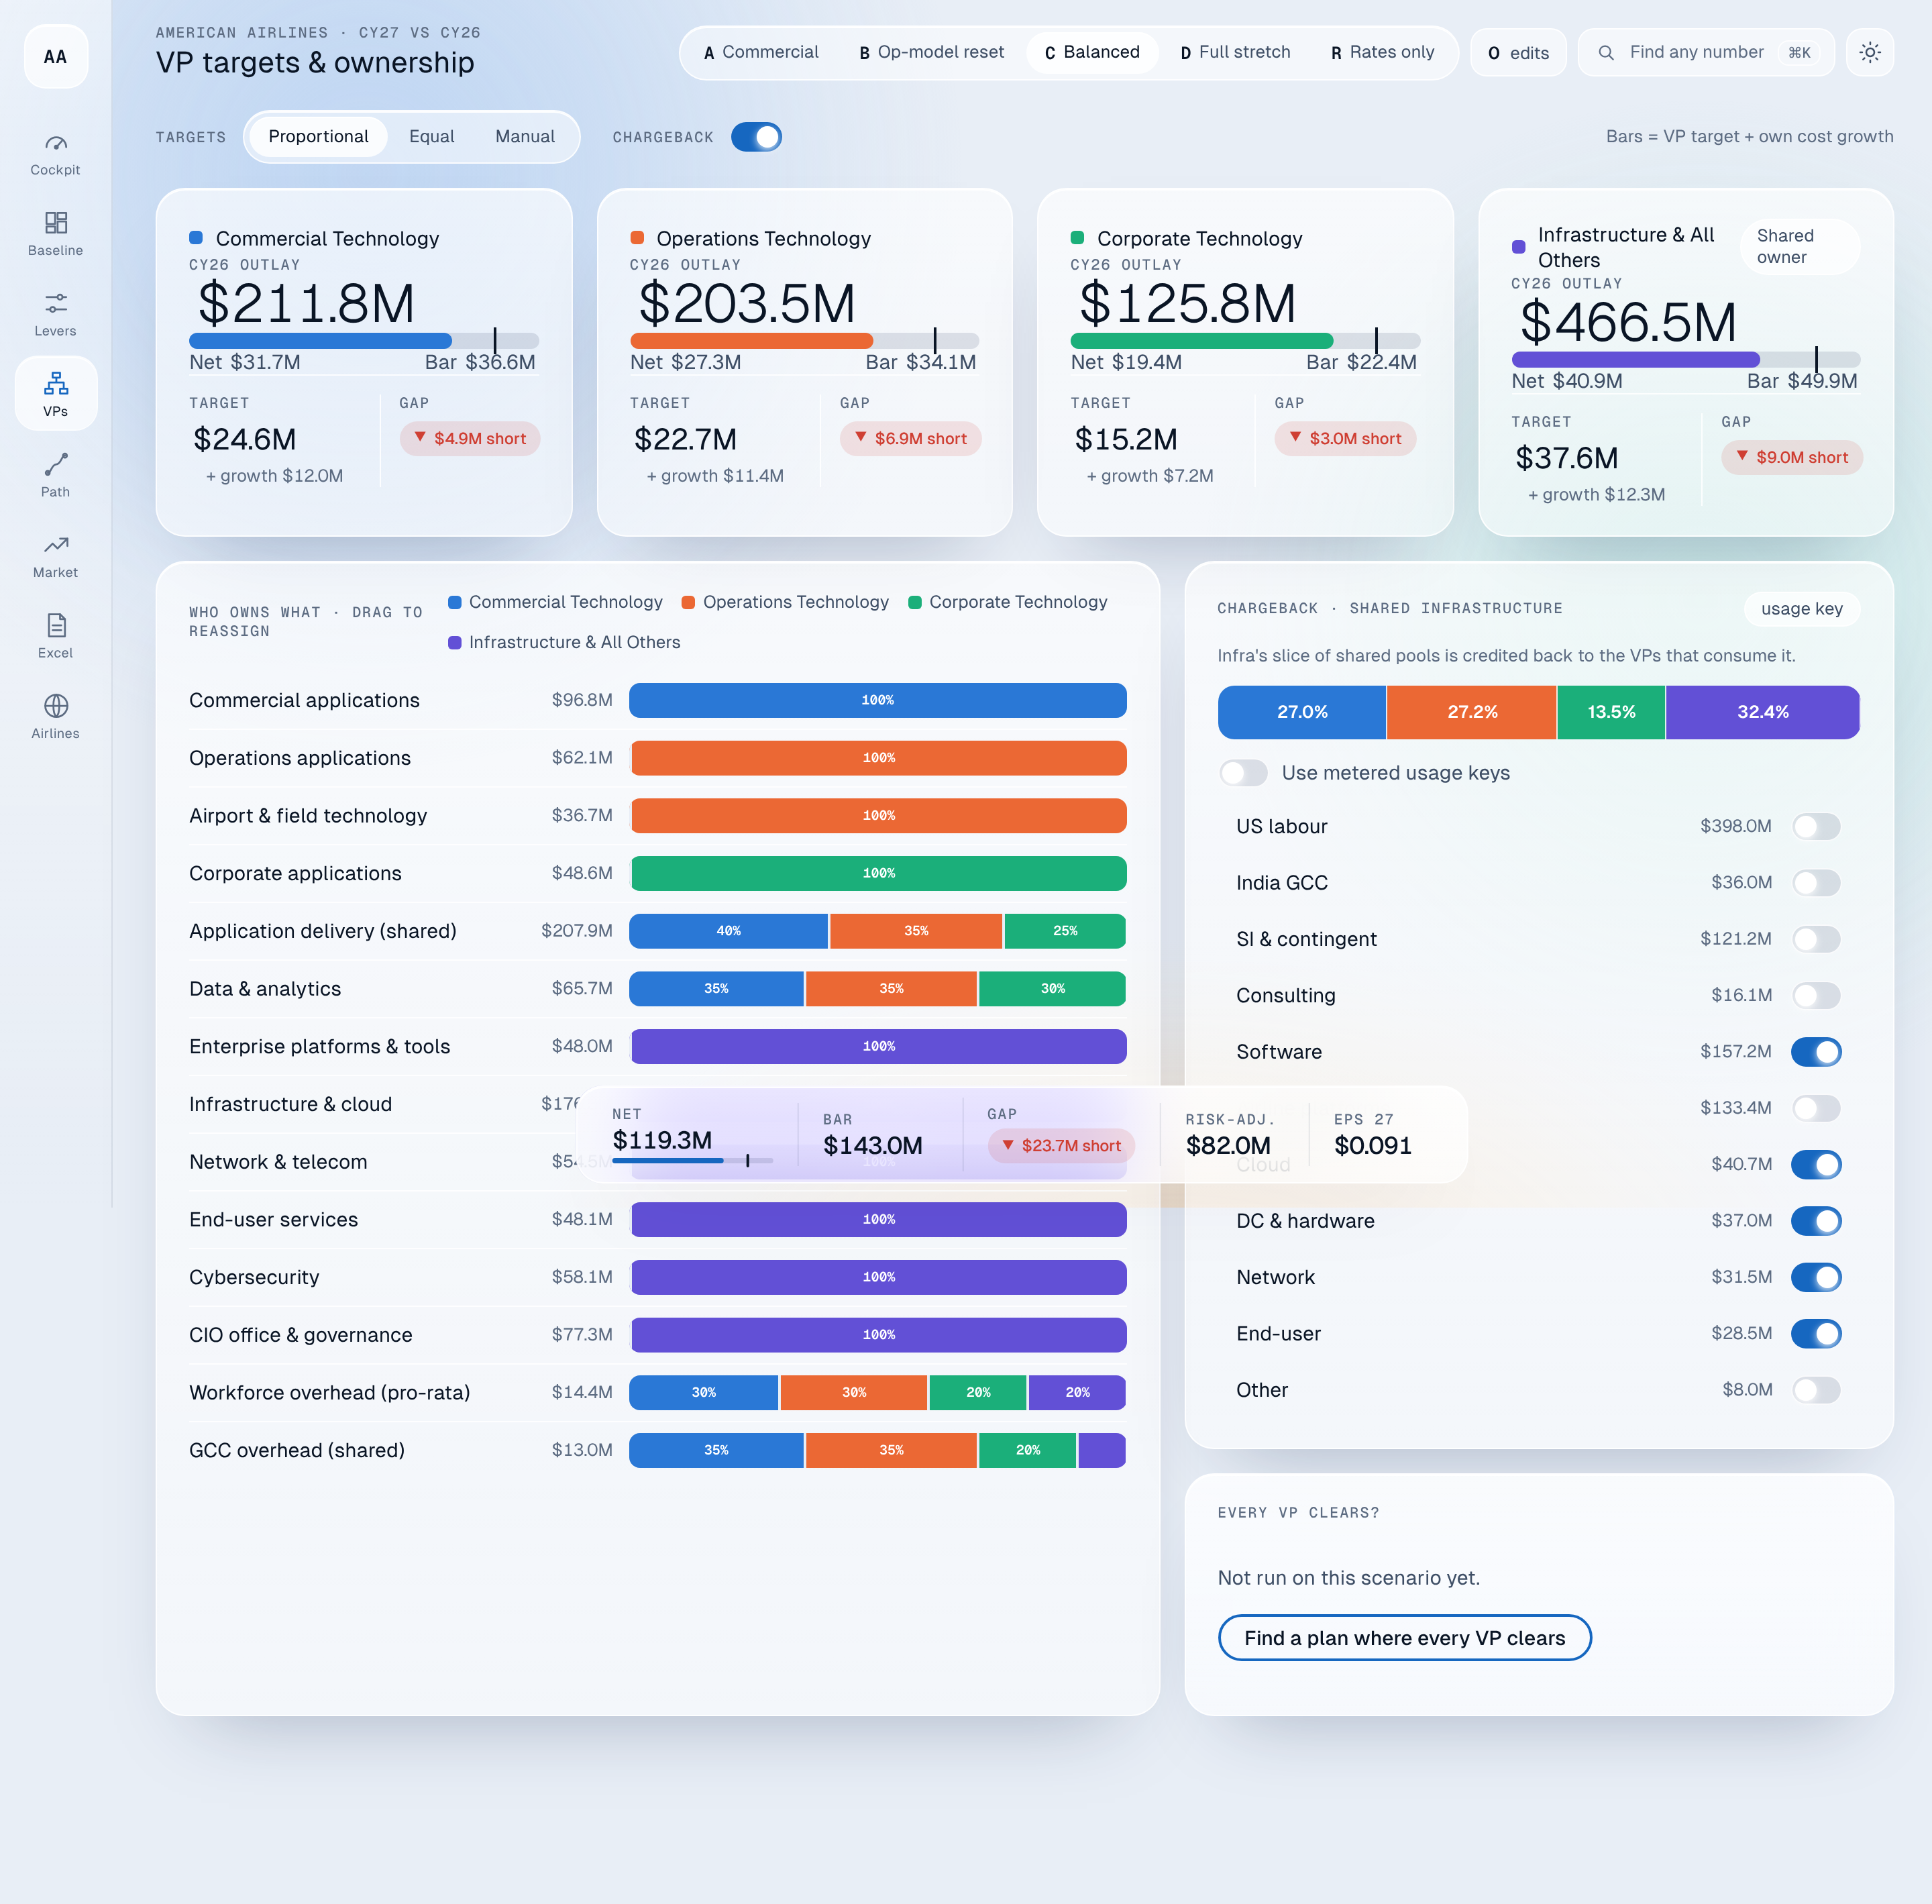 AA
AMERICAN AIRLINES · CY27 VS CY26
VP targets & ownership
A Commercial B Op-model reset C Balanced D Full stretch R Rates only
0 edits
Find any number ⌘K
Cockpit
Baseline
Levers
VPs
Path
Market
Excel
Airlines
TARGETS Proportional Equal Manual CHARGEBACK
Bars = VP target + own cost growth
Commercial Technology
CY26 OUTLAY
$211.8M
Net $31.7M Bar $36.6M
TARGET GAP
$24.6M $4.9M short
+ growth $12.0M
Operations Technology
CY26 OUTLAY
$203.5M
Net $27.3M Bar $34.1M
TARGET GAP
$22.7M $6.9M short
+ growth $11.4M
Corporate Technology
CY26 OUTLAY
$125.8M
Net $19.4M Bar $22.4M
TARGET GAP
$15.2M $3.0M short
+ growth $7.2M
Infrastructure & All
Others
Shared
owner
CY26 OUTLAY
$466.5M
Net $40.9M Bar $49.9M
TARGET GAP
$37.6M $9.0M short
+ growth $12.3M
WHO OWNS WHAT · DRAG TO
REASSIGN
Commercial Technology Operations Technology Corporate Technology
Infrastructure & All Others
Commercial applications $96.8M 100%
Operations applications $62.1M 100%
Airport & field technology $36.7M 100%
Corporate applications $48.6M 100%
Application delivery (shared) $207.9M 40% 35% 25%
Data & analytics $65.7M 35% 35% 30%
Enterprise platforms & tools $48.0M 100%
Infrastructure & cloud
Network & telecom $54.5M 100%
End-user services $48.1M 100%
Cybersecurity $58.1M 100%
CIO office & governance $77.3M 100%
Workforce overhead (pro-rata) $14.4M 30% 30% 20% 20%
GCC overhead (shared) $13.0M 35% 35% 20%
NET
$119.3M
BAR
$143.0M
GAP
$23.7M short
RISK-ADJ.
$82.0M
EPS 27
$0.091
CHARGEBACK · SHARED INFRASTRUCTURE usage key
Infra's slice of shared pools is credited back to the VPs that consume it.
27.0% 27.2% 13.5% 32.4%
Use metered usage keys
US labour $398.0M
India GCC $36.0M
SI & contingent $121.2M
Consulting $16.1M
Software $157.2M
$133.4M
Cloud $40.7M
DC & hardware $37.0M
Network $31.5M
End-user $28.5M
Other $8.0M
EVERY VP CLEARS?
Not run on this scenario yet.
Find a plan where every VP clears